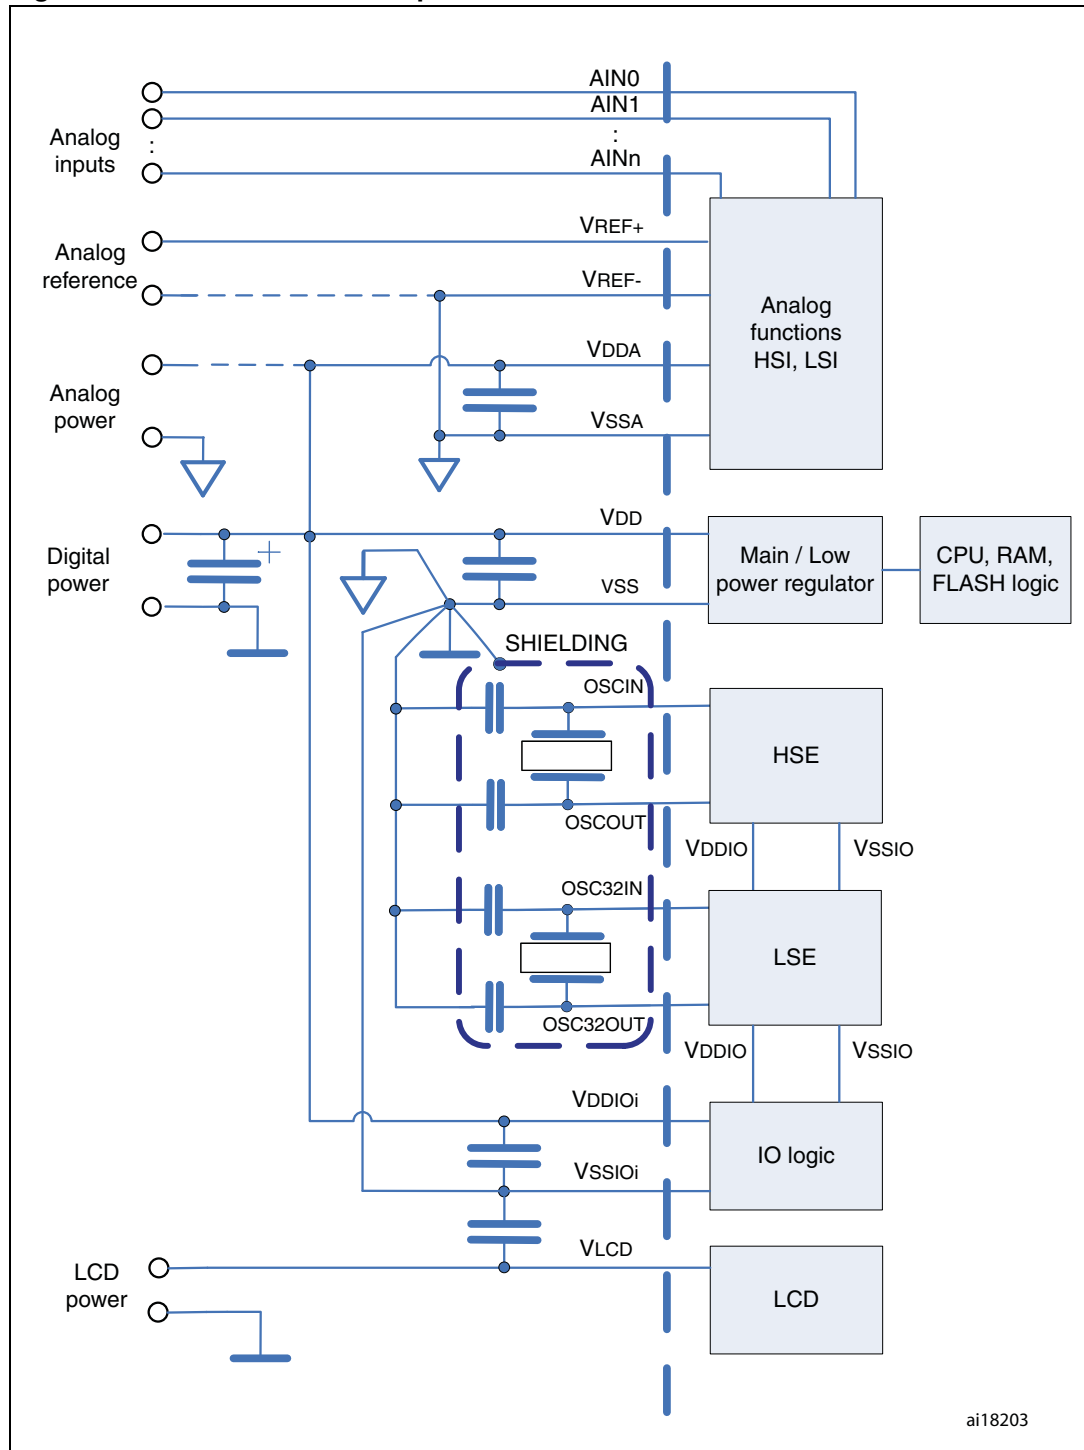 AIN0
AIN1
:
AINn
Analog
:
inputs
VREF+
Analog
reference
VREF-
Analog
functions
HSI, LSI
VDDA
Analog
power
VSSA
VDD
Digital
power
VSS
Main / Low
power regulator
CPU, RAM,
FLASH logic
SHIELDING
OSCIN
HSE
OSCOUT
VDDIO
VSSIO
OSC32IN
LSE
OSC32OUT
VDDIO
VSSIO
VDDIOi
IO logic
VSSIOi
VLCD
LCD
power
LCD
ai18203